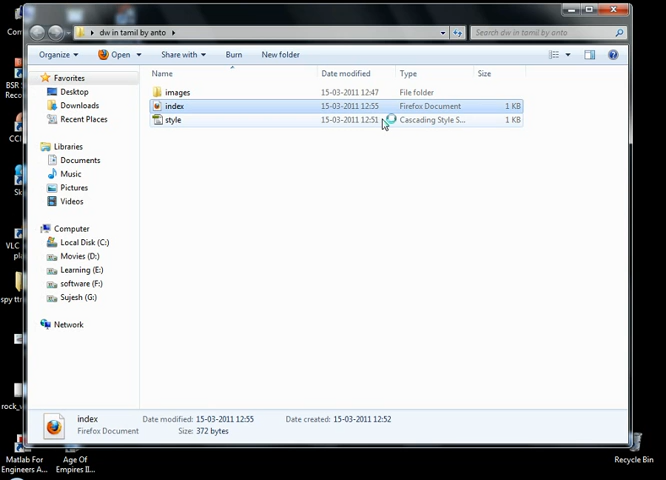 dw in tamil by anto
Search dw in tamil by anto
Organize Open Share with Burn New folder
Name Date modified Type Size
Favorites
Desktop
Downloads
Recent Places
Libraries
Documents
Music
Pictures
Videos
Computer
Local Disk (C:)
Movies (D:)
Learning (E:)
software (F:)
Sujesh (G:)
Network
images 15-03-2011 12:47 File folder
index 15-03-2011 12:55 Firefox Document 1 KB
style 15-03-2011 12:51 Cascading Style S... 1 KB
index Date modified: 15-03-2011 12:55 Date created: 15-03-2011 12:52
Firefox Document Size: 372 bytes
BSR S
VLC
spy ttr
rock_v
Matlab For
Engineers A...
Age Of
Empires II...
Recycle Bin